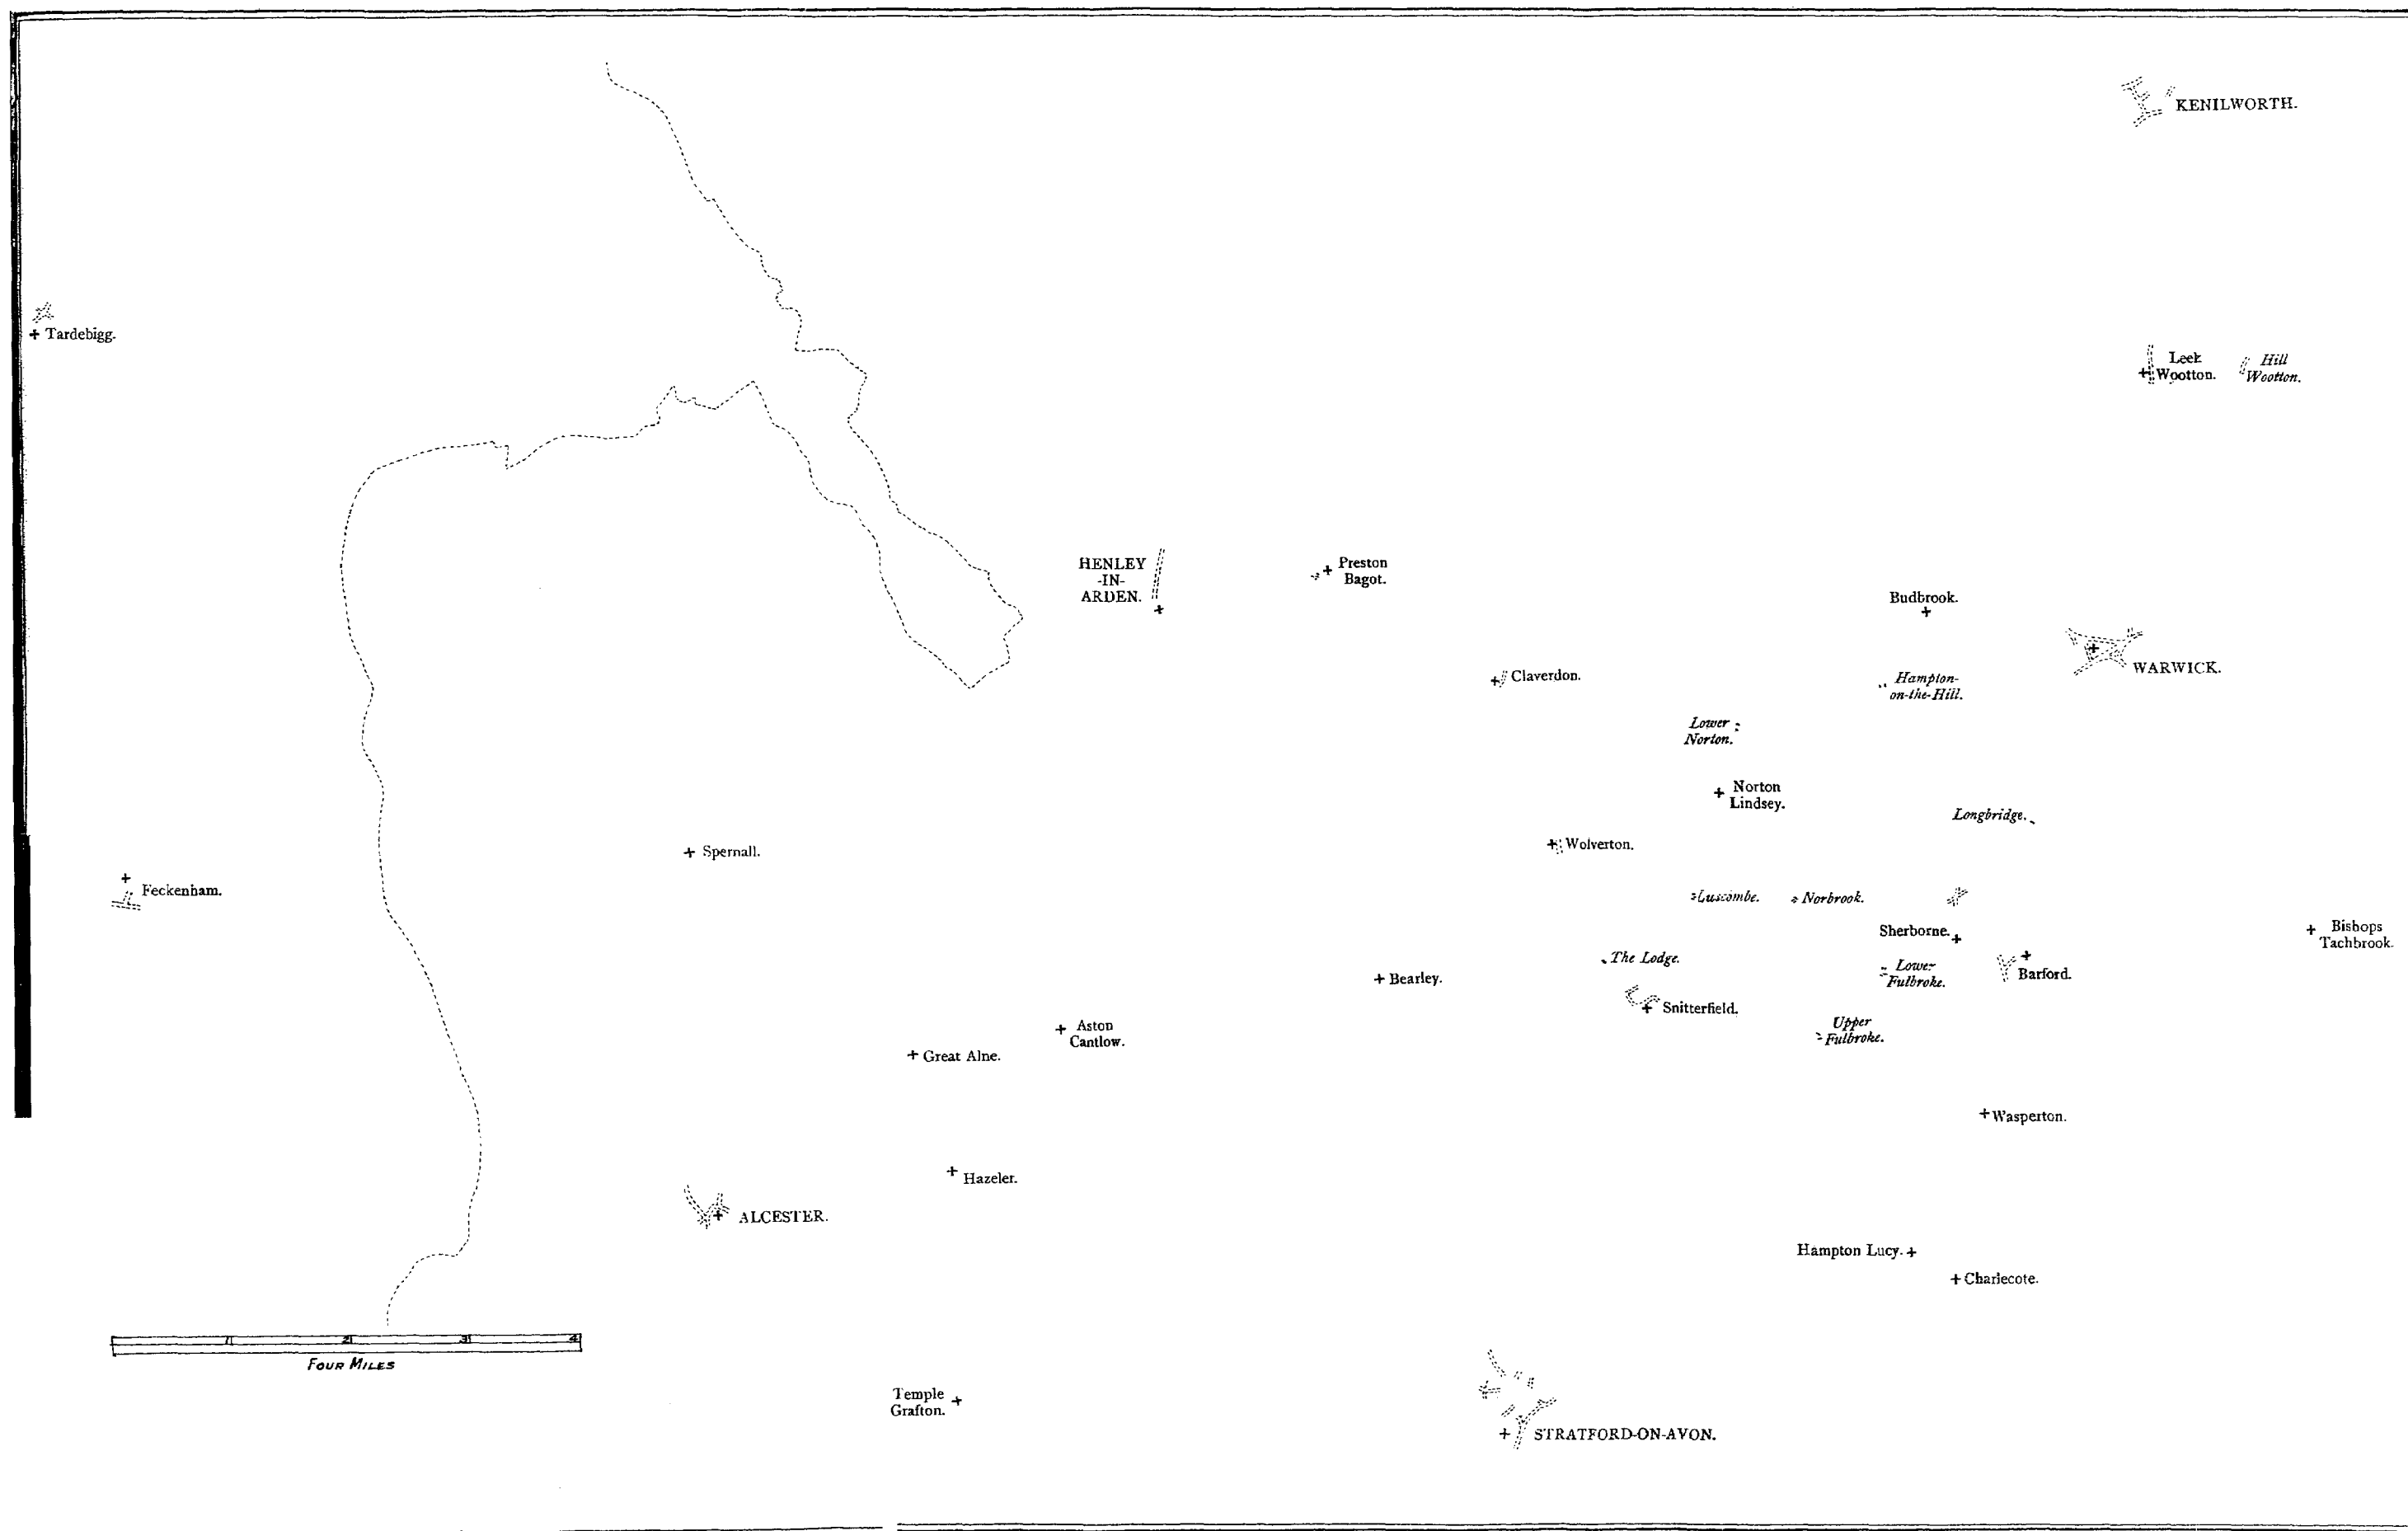 KENILWORTH.
Tardebigg.
Leek
Wootton.
Hill
Wootton.
HENLEY
-IN-
ARDEN.
Preston
Bagot.
Budbrook.
WARWICK.
Claverdon.
Hampton-
on-the-Hill.
Lower
Norton.
Norton
Lindsey.
Longbridge.
Wolverton.
Spernall.
Feckenham.
Luscombe.
Norbrook.
Sherborne.
Bishops
Tachbrook.
The Lodge.
Lower
Fulbroke.
Barford.
Bearley.
Snitterfield.
Aston
Cantlow.
Upper
Fulbroke.
Great Alne.
Wasperton.
Hazeler.
ALCESTER.
Hampton Lucy.
Charlecote.
1 2 3 4
FOUR MILES
Temple
Grafton.
STRATFORD-ON-AVON.